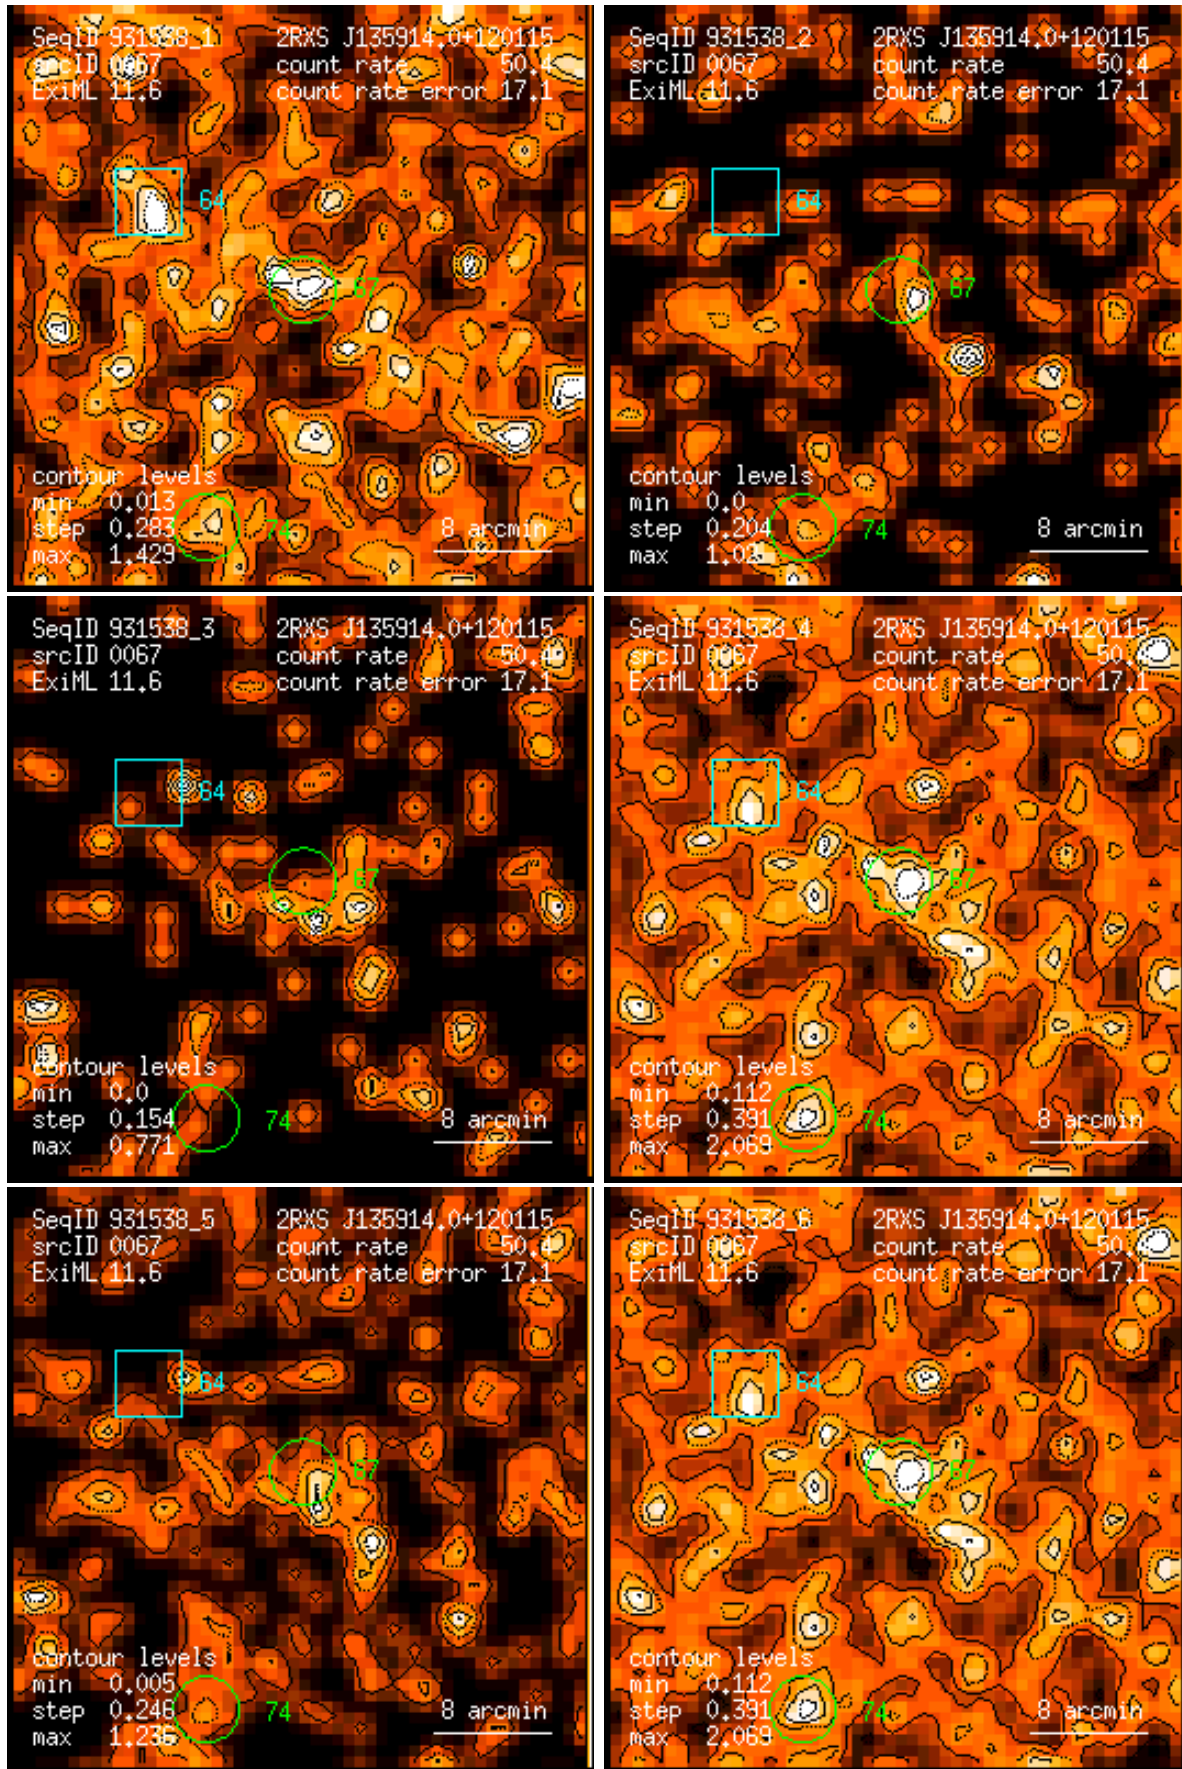 SeqID 931538_1 2RXS J135914.0+120115
srcID 0067 count rate 50.4
ExiML 11.6 count rate error 17.1
64
67
contour levels
min 0.013
step 0.283 74 8 arcmin
max 1.429
SeqID 931538_2 2RXS J135914.0+120115
srcID 0067 count rate 50.4
ExiML 11.6 count rate error 17.1
64
67
contour levels
min 0.0
step 0.204 74 8 arcmin
max
SeqID 931538_3 2RXS J135914.0+120115
srcID 0067 count rate 50.4
ExiML 11.6 count rate error 17.1
64
67
contour levels
min 0.0
step 0.154 74 8 arcmin
max 0.771
SeqID 931538_4 2RXS J135914.0+120115
srcID 0067 count rate 50.4
ExiML 11.6 count rate error 17.1
64
67
contour levels
min 0.112
step 0.391 74 8 arcmin
max 2.069
SeqID 931538_5 2RXS J135914.0+120115
srcID 0067 count rate 50.4
ExiML 11.6 count rate error 17.1
64
67
contour levels
min 0.005
step 0.246 74 8 arcmin
max 1.236
SeqID 931538_6 2RXS J135914.0+120115
srcID 0067 count rate 50.4
ExiML 11.6 count rate error 17.1
64
67
contour levels
min 0.112
step 0.391 74 8 arcmin
max 2.069